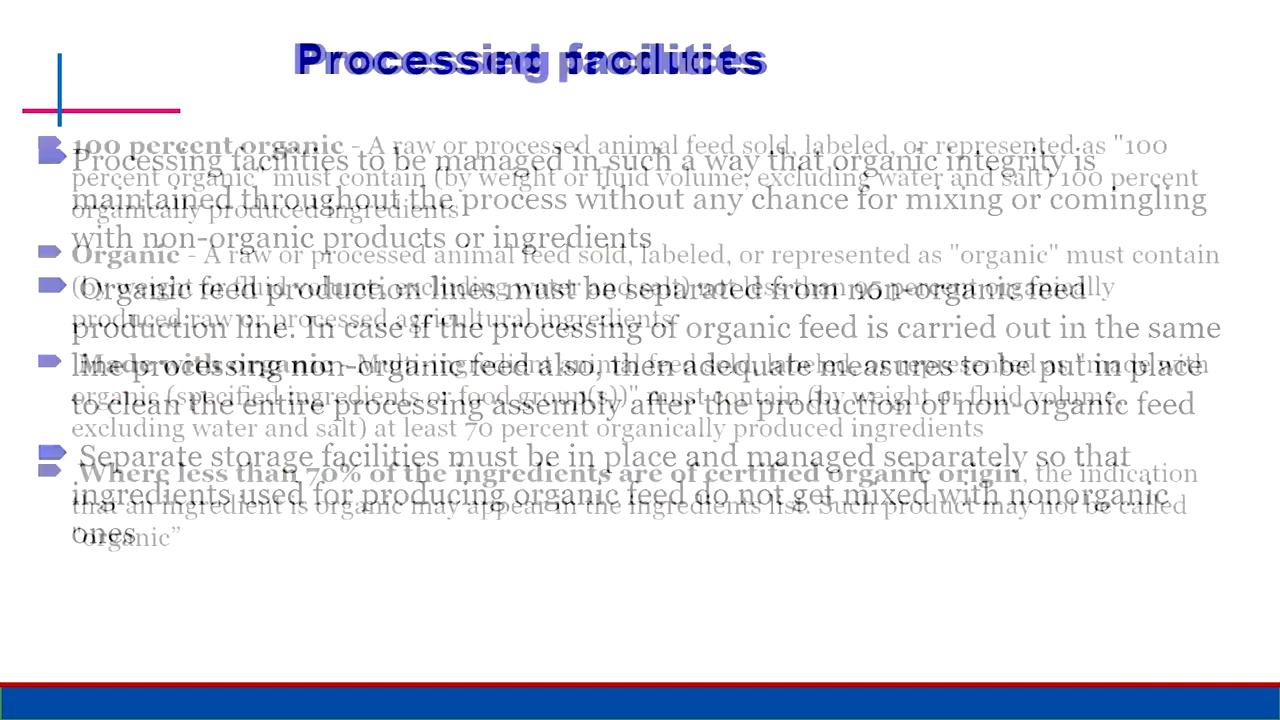 Processing facilities
Processing facilities to be managed in such a way that organic integrity is
maintained throughout the process without any chance for mixing or comingling
with non-organic products or ingredients
Organic feed production lines must be separated from non-organic feed
production line. In case if the processing of organic feed is carried out in the same
line processing non-organic feed also, then adequate measures to be put in place
to clean the entire processing assembly after the production of non-organic feed
Separate storage facilities must be in place and managed separately so that
ingredients used for producing organic feed do not get mixed with nonorganic
ones
100 percent organic - A raw or processed animal feed sold, labeled, or represented as "100
percent organic" must contain (by weight or fluid volume, excluding water and salt) 100 percent
organically produced ingredients.
Organic - A raw or processed animal feed sold, labeled, or represented as "organic" must contain
(by weight or fluid volume, excluding water and salt) not less than 95 percent organically
produced raw or processed agricultural ingredients
Made with organic - Multi-ingredient animal feed sold, labeled, or represented as "made with
organic (specified ingredients or food group(s))" must contain (by weight or fluid volume,
excluding water and salt) at least 70 percent organically produced ingredients
Where less than 70% of the ingredients are of certified organic origin, the indication
that an ingredient is organic may appear in the ingredients list. Such product may not be called
"organic”